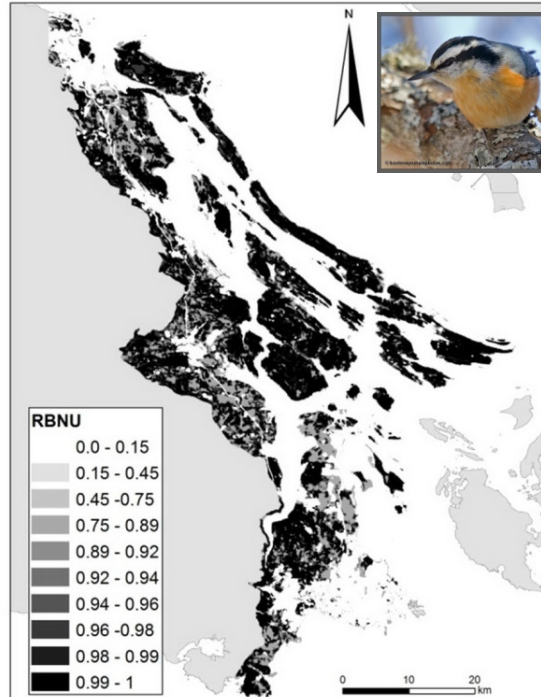 N
© kootenaynaturephotos.com
RBNU
0.0 - 0.15
0.15 - 0.45
0.45 - 0.75
0.75 - 0.89
0.89 - 0.92
0.92 - 0.94
0.94 - 0.96
0.96 -0.98
0.98 - 0.99
0.99 - 1
0 10 20
km